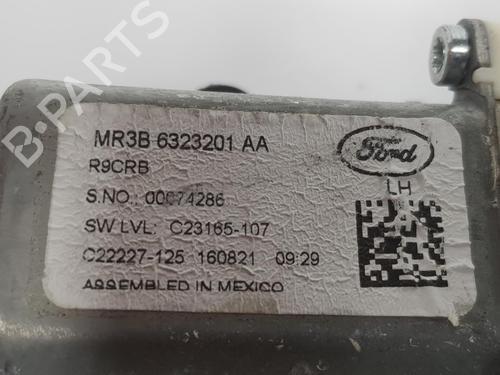 MR3B 6323201 AA
Ford
R9CRB
LH
S.NO.: 00074286
SW LVL: C23165-107
C22227-125 160821 09:29
ASSEMBLED IN MEXICO
B-Parts